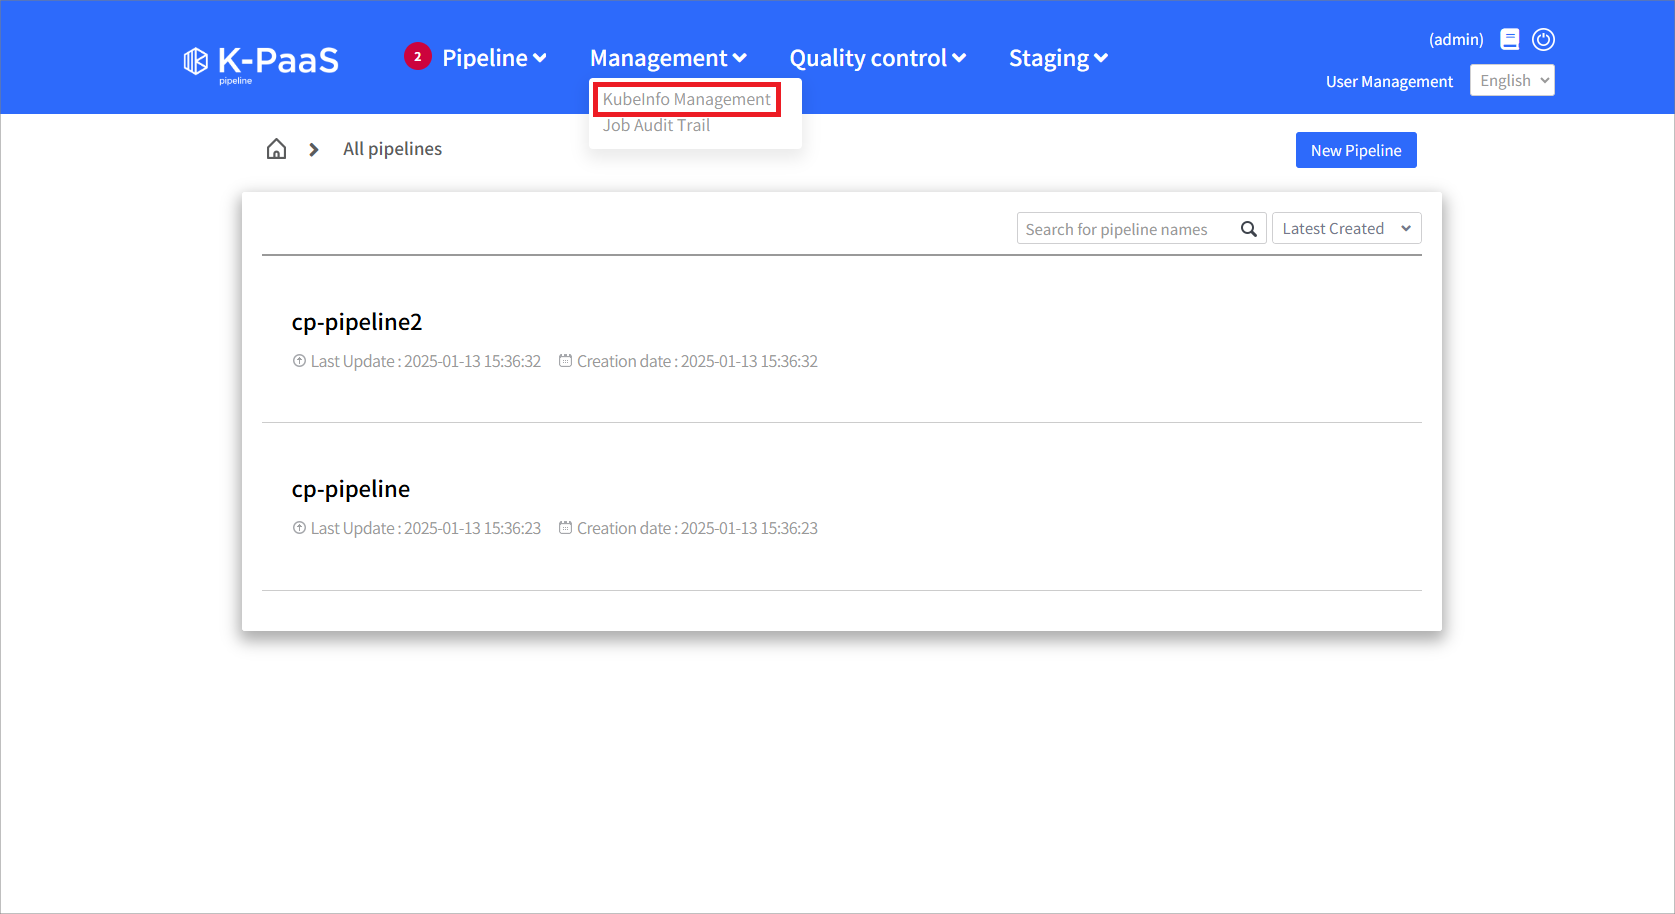 K-PaaS
pipeline
2 Pipeline
Management
Quality control
Staging
(admin)
User Management
English
KubeInfo Management
Job Audit Trail
All pipelines
New Pipeline
Search for pipeline names
Latest Created
cp-pipeline2
Last Update : 2025-01-13 15:36:32 Creation date : 2025-01-13 15:36:32
cp-pipeline
Last Update : 2025-01-13 15:36:23 Creation date : 2025-01-13 15:36:23